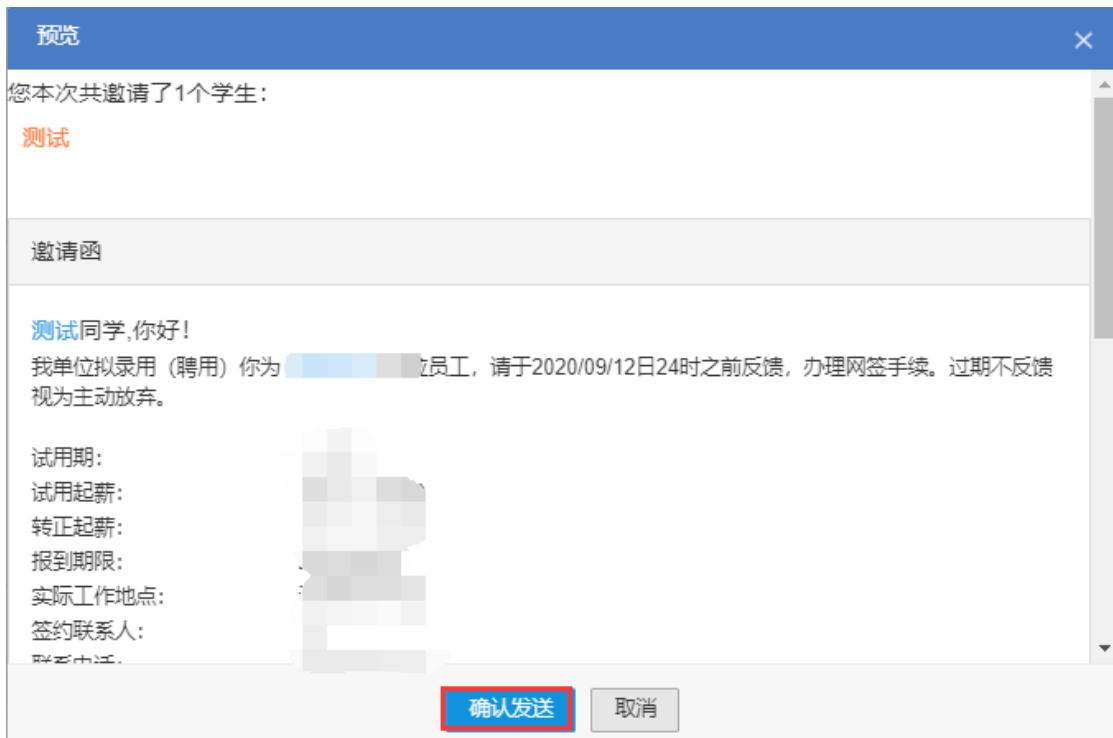 预览
您本次共邀请了1个学生：
测试
邀请函
测试同学,你好！
我单位拟录用（聘用）你为 员工，请于2020/09/12日24时之前反馈，办理网签手续。过期不反馈
视为主动放弃。
试用期：
试用起薪：
转正起薪：
报到期限：
实际工作地点：
签约联系人：
联系电话：
确认发送 取消